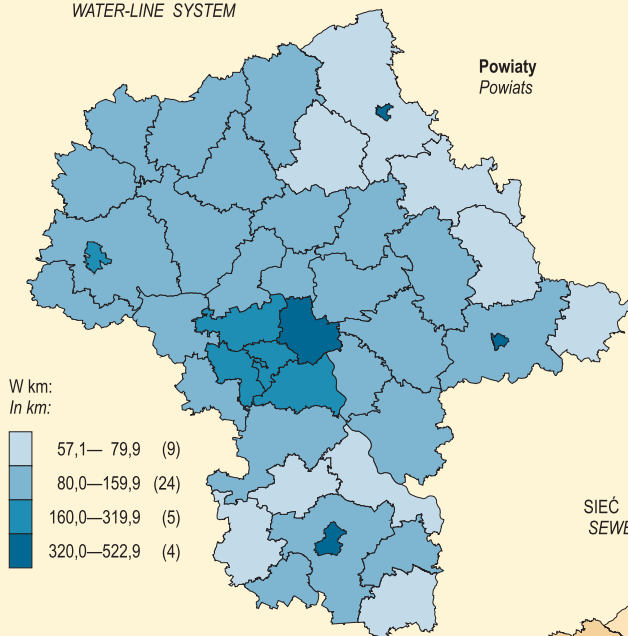 WATER-LINE SYSTEM
Powiaty
Powiats
W km:
In km:
57,1— 79,9 (9)
80,0—159,9 (24)
160,0—319,9 (5)
320,0—522,9 (4)
SIEĆ
SEWE